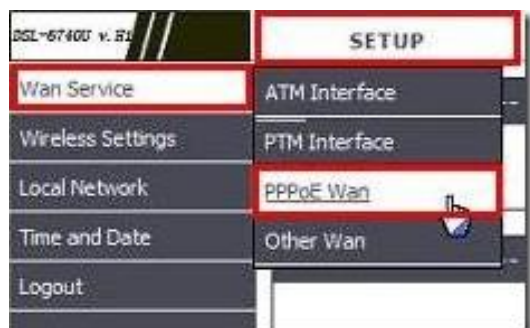 DSL-6740U v. H1
SETUP
Wan Service
ATM Interface
Wireless Settings
PTM Interface
Local Network
PPPoE Wan
Time and Date
Other Wan
Logout